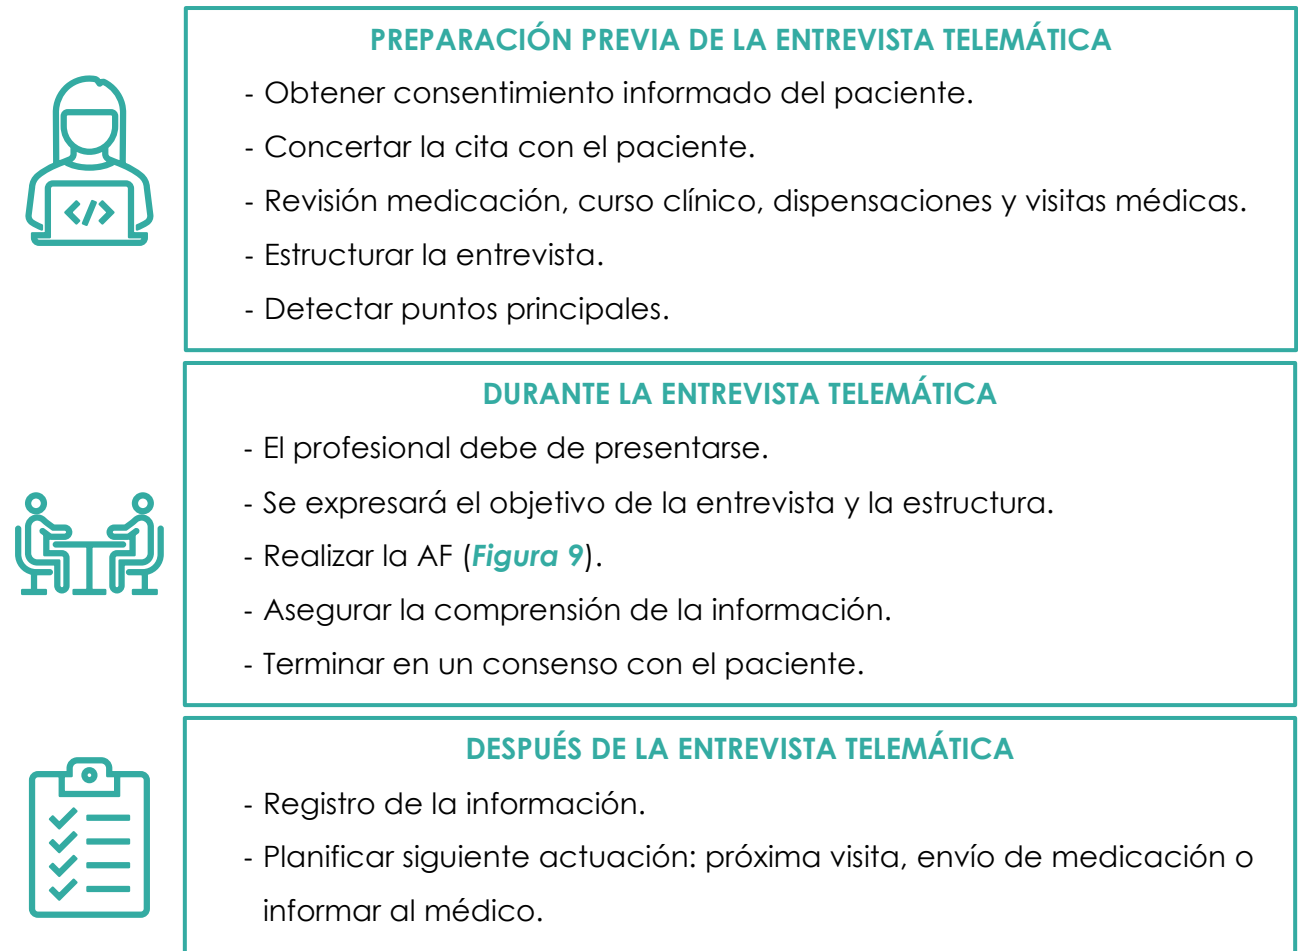 PREPARACIÓN PREVIA DE LA ENTREVISTA TELEMÁTICA
- Obtener consentimiento informado del paciente.
- Concertar la cita con el paciente.
- Revisión medicación, curso clínico, dispensaciones y visitas médicas.
- Estructurar la entrevista.
- Detectar puntos principales.
</>
DURANTE LA ENTREVISTA TELEMÁTICA
- El profesional debe de presentarse.
- Se expresará el objetivo de la entrevista y la estructura.
- Realizar la AF (Figura 9).
- Asegurar la comprensión de la información.
- Terminar en un consenso con el paciente.
DESPUÉS DE LA ENTREVISTA TELEMÁTICA
- Registro de la información.
- Planificar siguiente actuación: próxima visita, envío de medicación o
informar al médico.